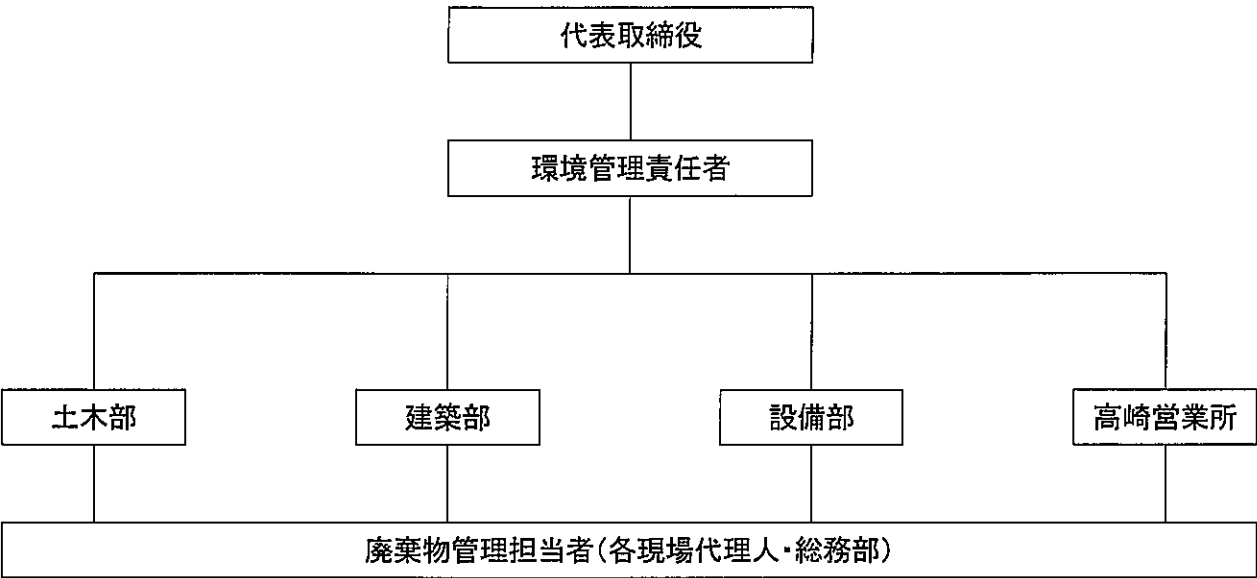 代表取締役
環境管理責任者
土木部
建築部
設備部
高崎営業所
廃棄物管理担当者(各現場代理人・総務部)